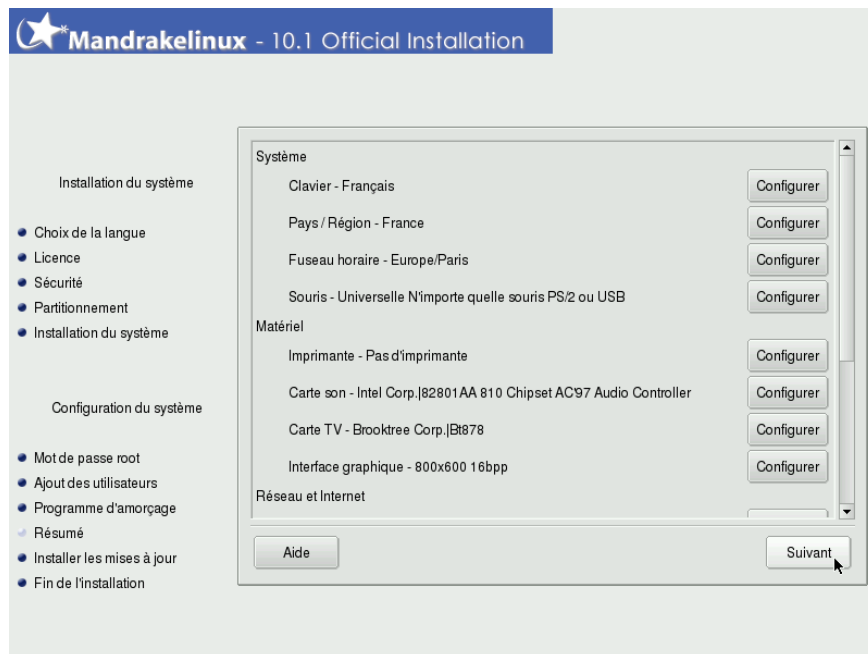 Mandrakelinux - 10.1 Official Installation
Installation du système
Choix de la langue
Licence
Sécurité
Partitionnement
Installation du système
Configuration du système
Mot de passe root
Ajout des utilisateurs
Programme d'amorçage
Résumé
Installer les mises à jour
Fin de l'installation
Système
Clavier - Français Configurer
Pays / Région - France Configurer
Fuseau horaire - Europe/Paris Configurer
Souris - Universelle N'importe quelle souris PS/2 ou USB Configurer
Matériel
Imprimante - Pas d'imprimante Configurer
Carte son - Intel Corp.|82801AA 810 Chipset AC'97 Audio Controller Configurer
Carte TV - Brooktree Corp.|Bt878 Configurer
Interface graphique - 800x600 16bpp Configurer
Réseau et Internet
Aide Suivant